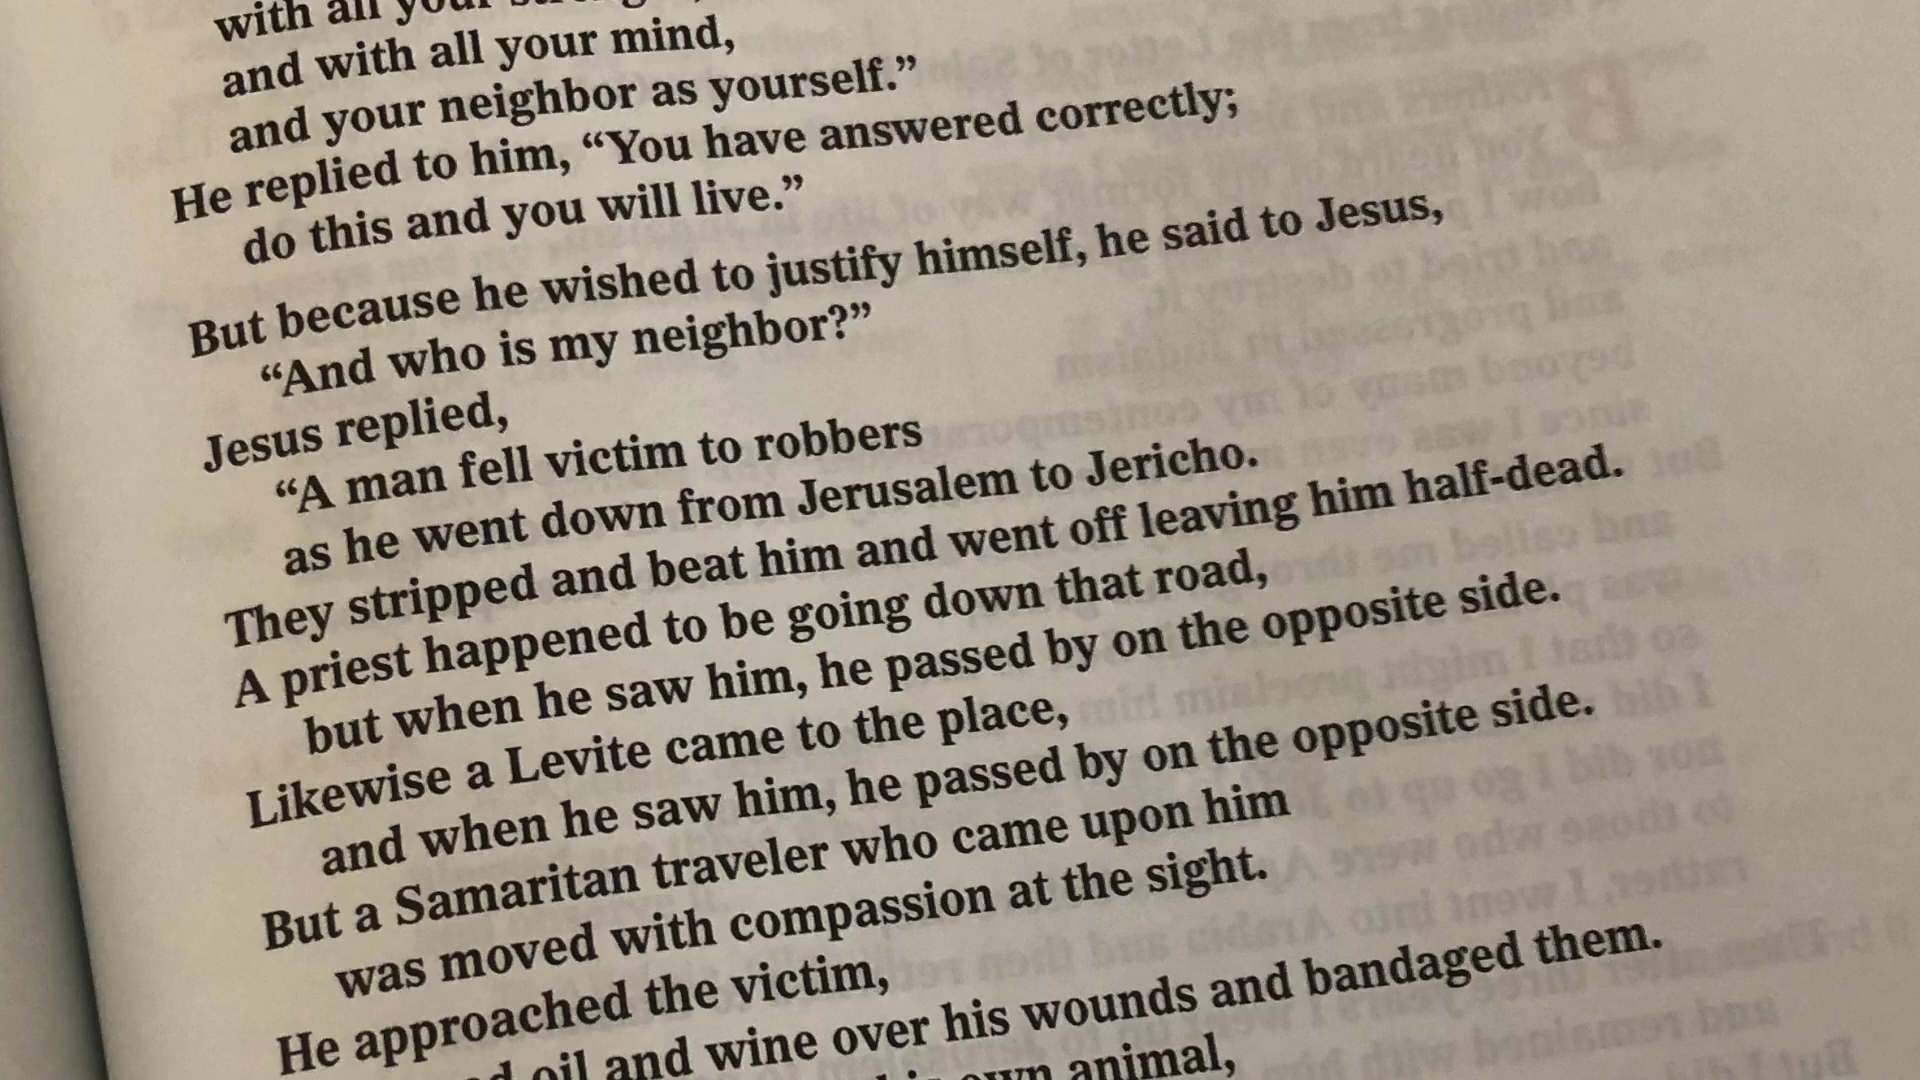 with all your
and with all your mind,
and your neighbor as yourself.”
He replied to him, “You have answered correctly;
do this and you will live.”
But because he wished to justify himself, he said to Jesus,
“And who is my neighbor?”
Jesus replied,
“A man fell victim to robbers
as he went down from Jerusalem to Jericho.
They stripped and beat him and went off leaving him half-dead.
A priest happened to be going down that road,
but when he saw him, he passed by on the opposite side.
Likewise a Levite came to the place,
and when he saw him, he passed by on the opposite side.
But a Samaritan traveler who came upon him
was moved with compassion at the sight.
He approached the victim,
oil and wine over his wounds and bandaged them.
own animal,